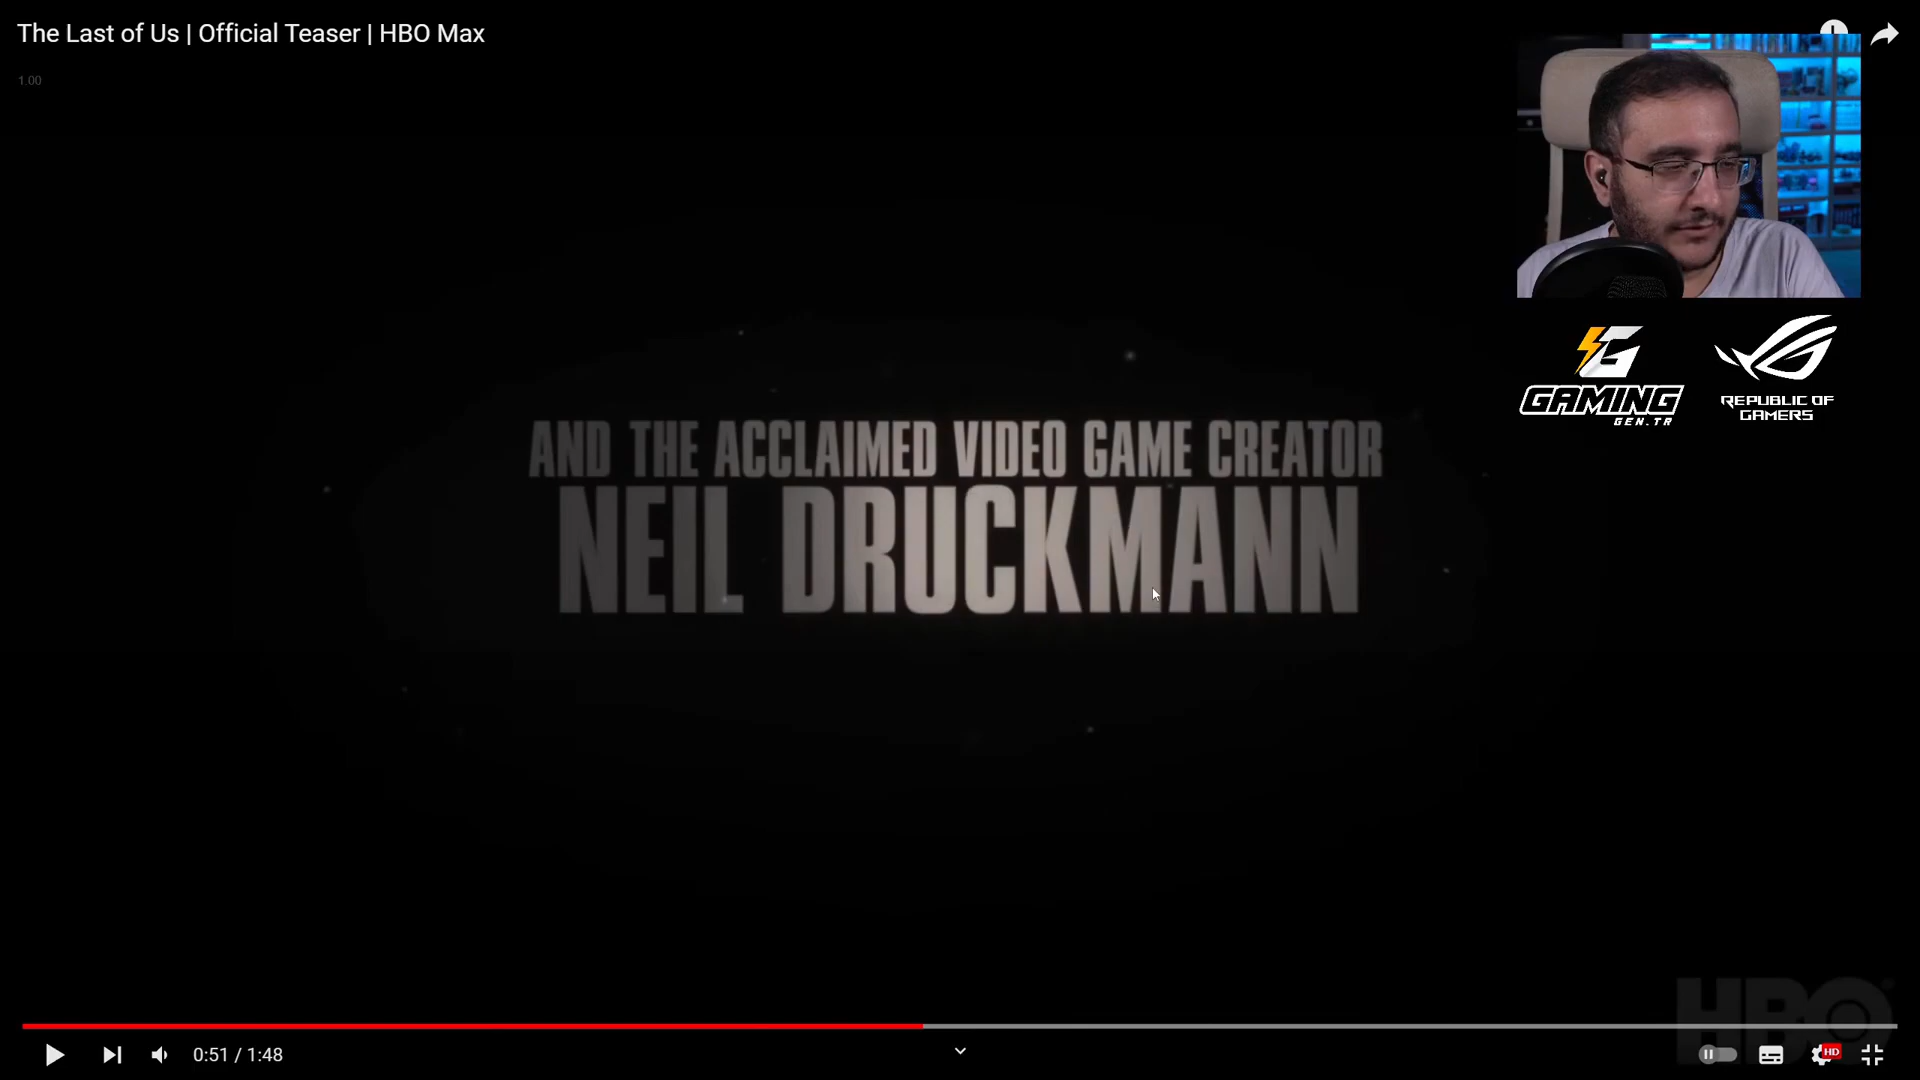 The Last of Us | Official Teaser | HBO Max
1.00
GAMING
GEN.TR
REPUBLIC OF
GAMERS
AND THE ACCLAIMED VIDEO GAME CREATOR
NEIL DRUCKMANN
HBO
0:51 / 1:48
HD